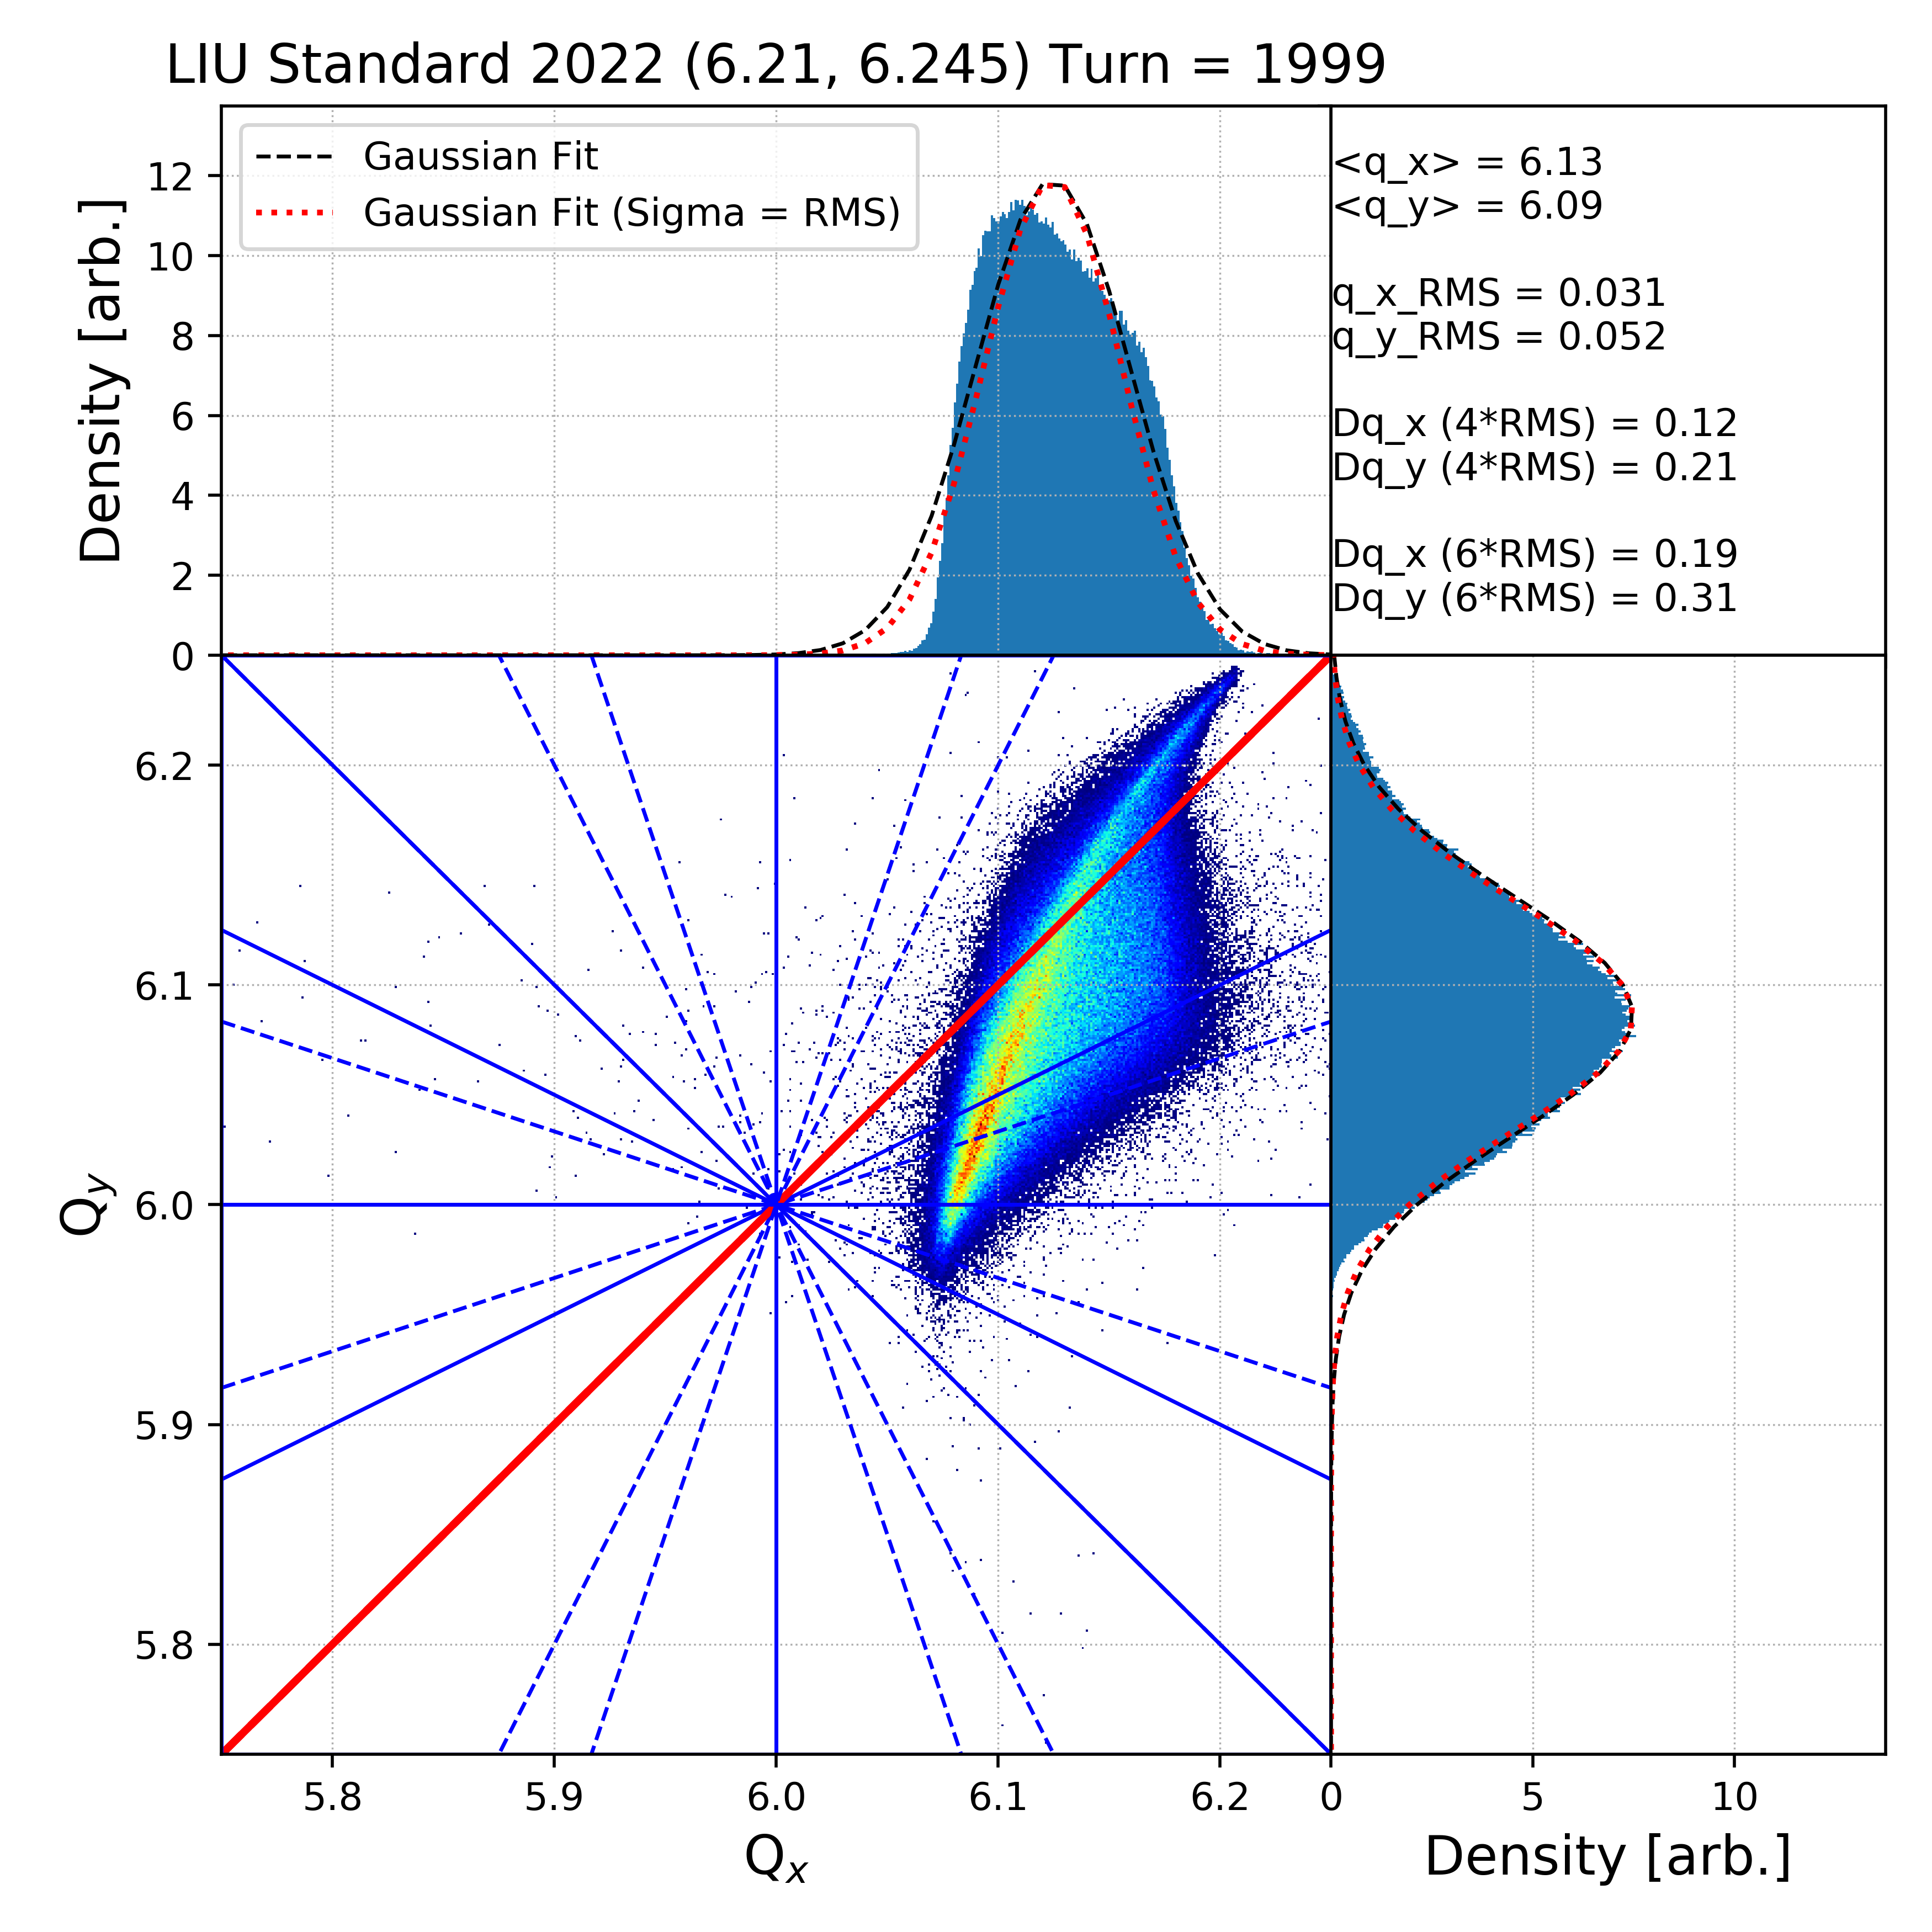 LIU Standard 2022 (6.21, 6.245) Turn = 1999
Gaussian Fit
Gaussian Fit (Sigma = RMS)
Density [arb.]
12
10
8
6
4
2
0
<q_x> = 6.13
<q_y> = 6.09
q_x_RMS = 0.031
q_y_RMS = 0.052
Dq_x (4*RMS) = 0.12
Dq_y (4*RMS) = 0.21
Dq_x (6*RMS) = 0.19
Dq_y (6*RMS) = 0.31
Qy
6.2
6.1
6.0
5.9
5.8
5.8 5.9 6.0 6.1 6.2
Qx
0 5 10
Density [arb.]